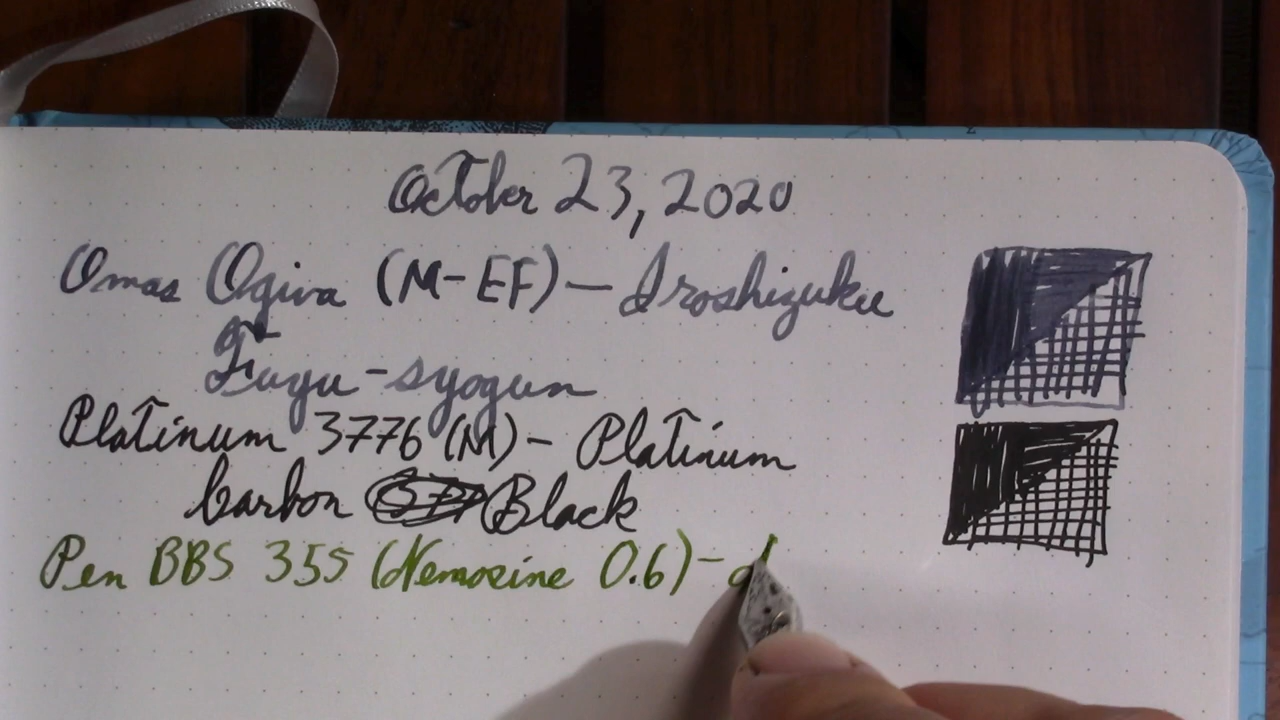 October 23, 2020
Omas Ogiva (M-EF) — Iroshizuku
Fuyu-syogun
Platinum 3776 (M) - Platinum
Carbon Black
Pen BBS 355 (Nemosine 0.6) -